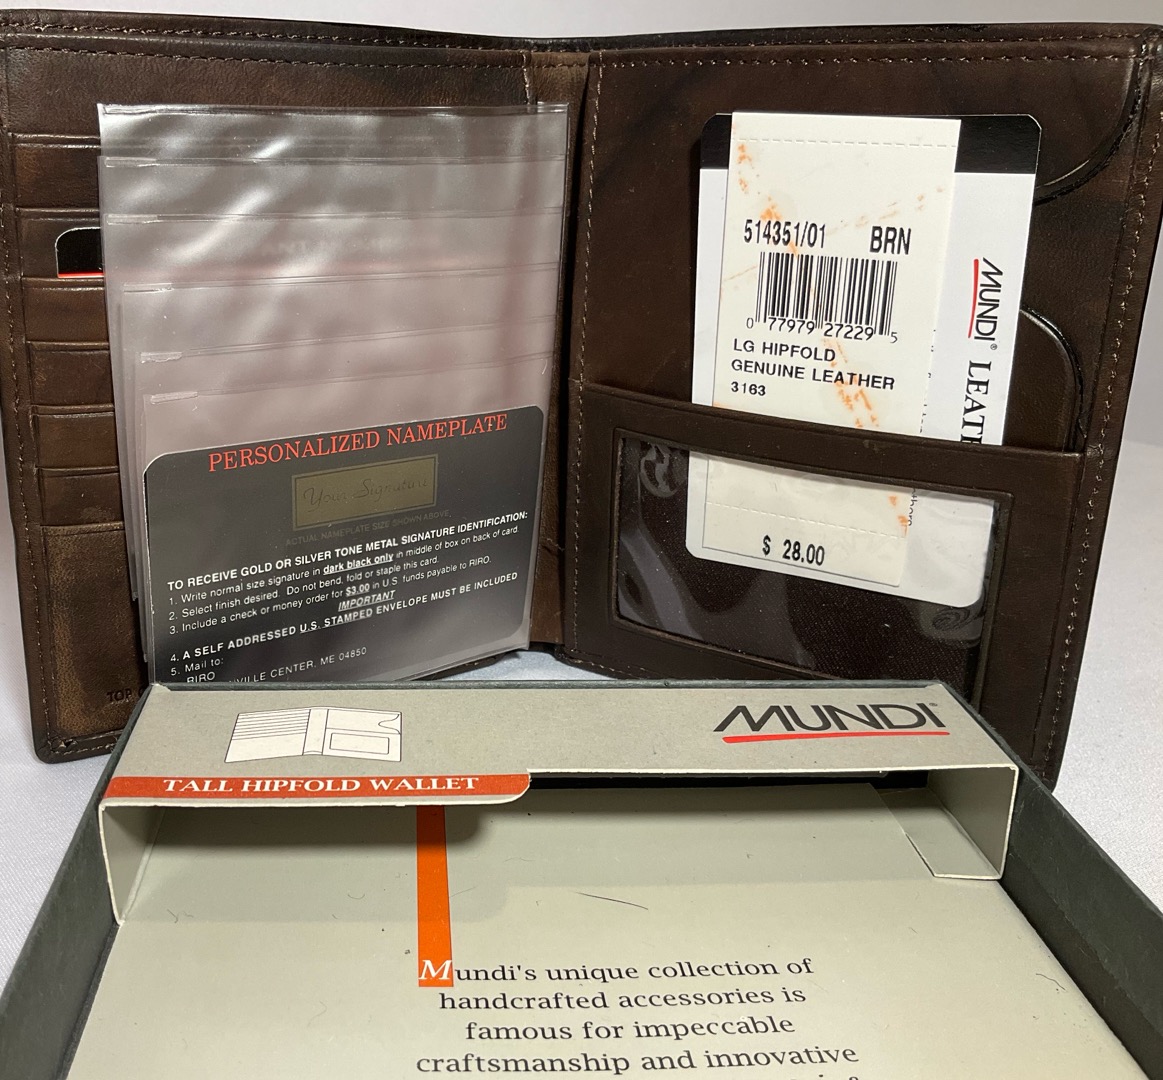 PERSONALIZED NAMEPLATE
Your Signature
ACTUAL NAMEPLATE SIZE SHOWN ABOVE
TO RECEIVE GOLD OR SILVER TONE METAL SIGNATURE IDENTIFICATION:
1. Write normal size signature in dark black only in middle of box on back of card.
2. Select finish desired. Do not bend, fold or staple this card.
3. Include a check or money order for $3.00 in U.S. funds payable to RIRO.
IMPORTANT
4. A SELF ADDRESSED U.S. STAMPED ENVELOPE MUST BE INCLUDED
5. Mail to:
RIRO
VILLE CENTER, ME 04850
TOP
514351/01 BRN
0 77979 27229 5
LG HIPFOLD
GENUINE LEATHER
3163
$ 28.00
MUNDI® LEAT
MUNDI®
TALL HIPFOLD WALLET
Mundi's unique collection of
handcrafted accessories is
famous for impeccable
craftsmanship and innovative